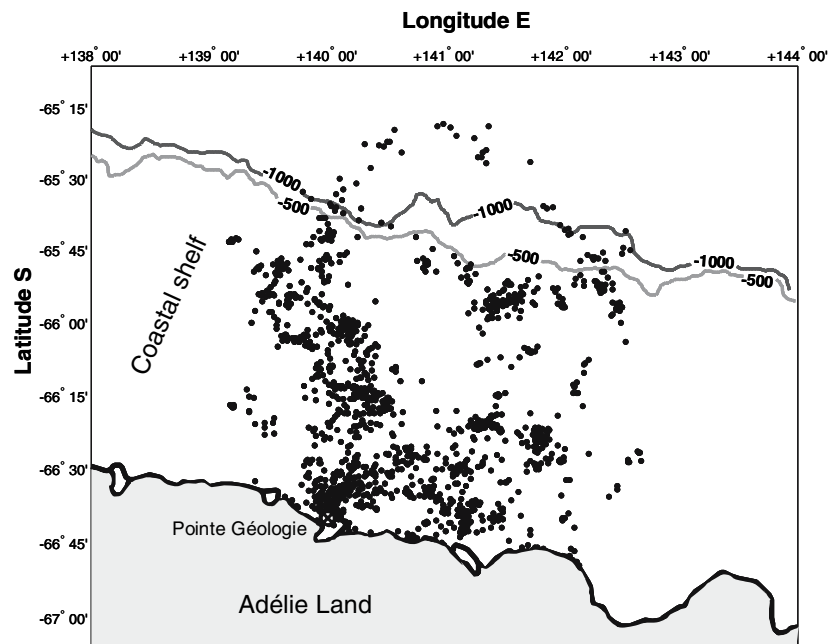 Longitude E
+138° 00' +139° 00' +140° 00' +141° 00' +142° 00' +143° 00' +144° 00'
-65° 15'
-65° 30'
-65° 45'
-66° 00'
-66° 15'
-66° 30'
-66° 45'
-67° 00'
Latitude S
-1000
-500
-1000
-500
-1000
-500
Coastal shelf
Pointe Géologie
Adélie Land